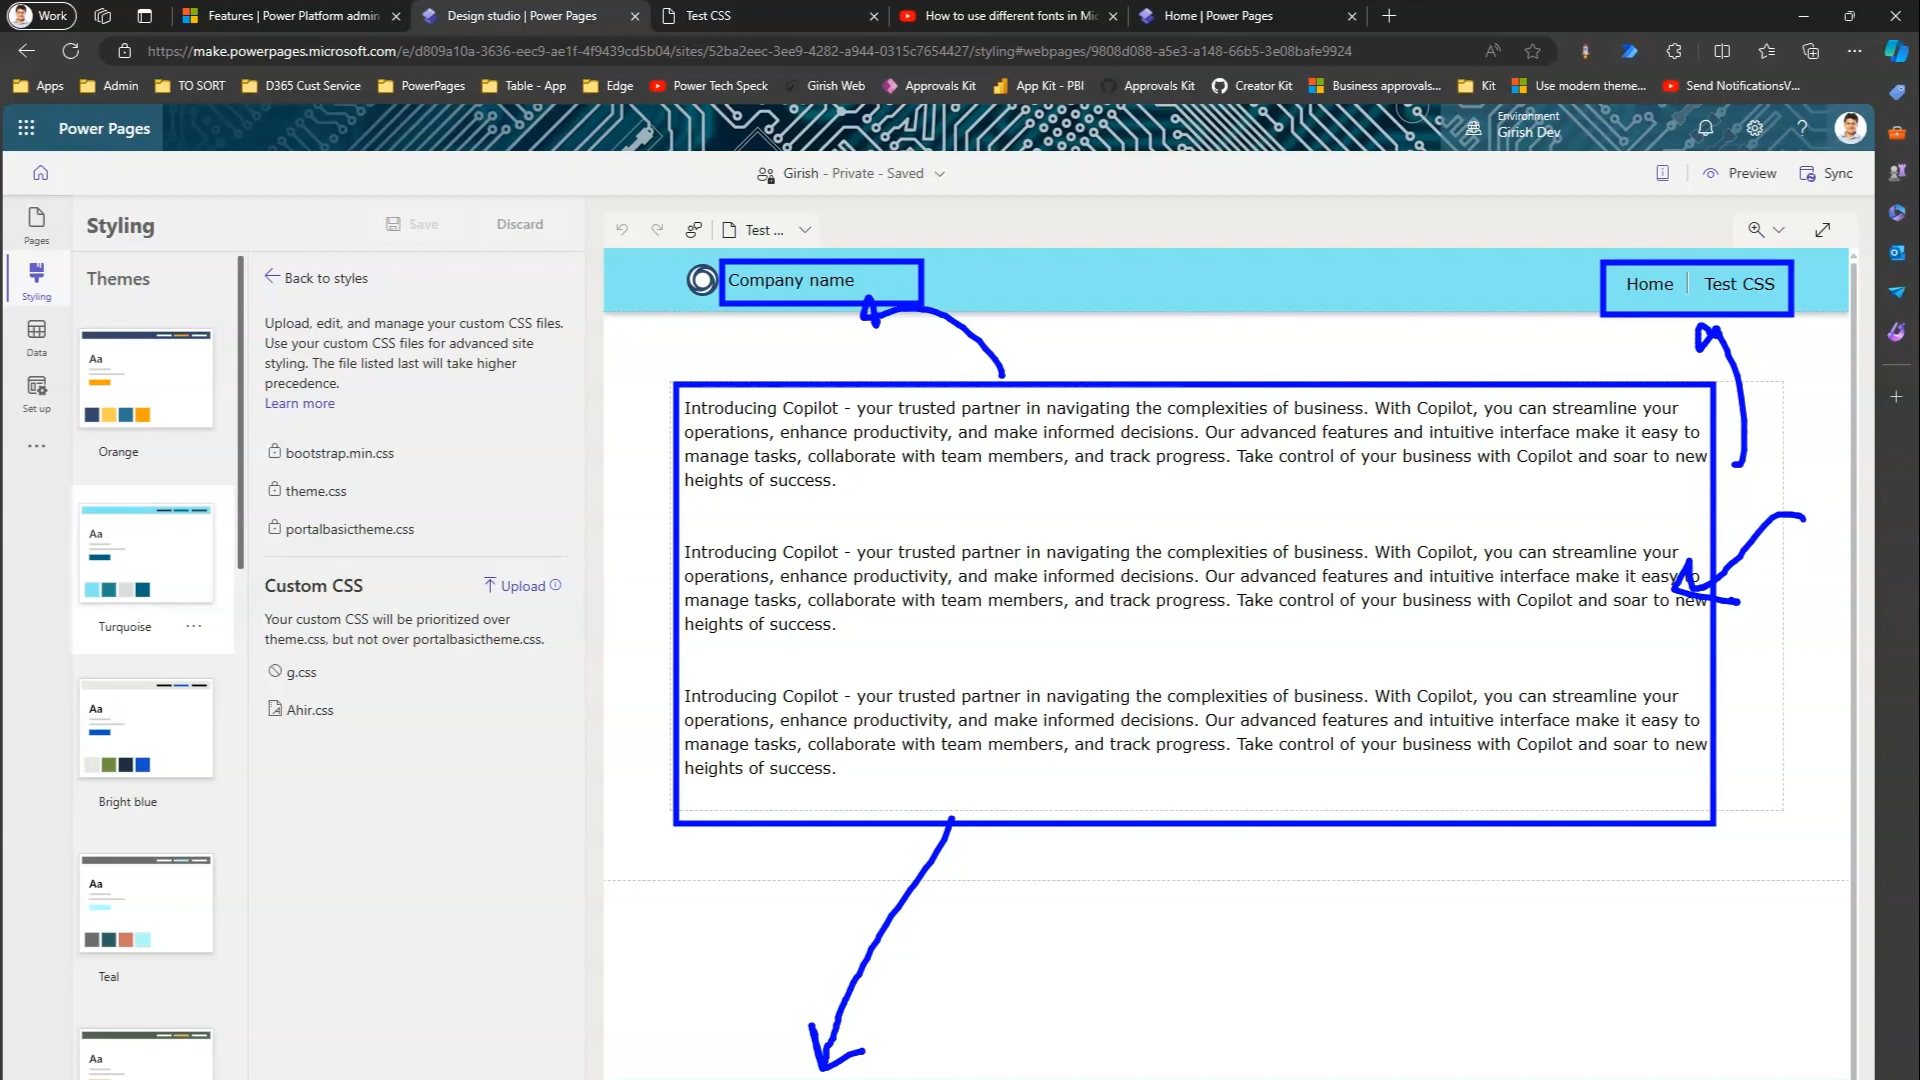 Work
Features | Power Platform admin
Design studio | Power Pages
Test CSS
How to use different fonts in Mic
Home | Power Pages
https://make.powerpages.microsoft.com/e/d809a10a-3636-eec9-ae1f-4f9439cd5b04/sites/52ba2eec-3ee9-4282-a944-0315c7654427/styling#webpages/9808d088-a5e3-a148-66b5-3e08bafe9924
Apps
Admin
TO SORT
D365 Cust Service
PowerPages
Table - App
Edge
Power Tech Speck
Girish Web
Approvals Kit
App Kit - PBI
Approvals Kit
Creator Kit
Business approvals...
Kit
Use modern theme...
Send NotificationsV...
Power Pages
Environment
Girish Dev
Girish - Private - Saved
Preview
Sync
Pages
Styling
Data
Set up
Styling
Save
Discard
Themes
Aa
Orange
Aa
Turquoise
Aa
Bright blue
Aa
Teal
Aa
Back to styles
Upload, edit, and manage your custom CSS files.
Use your custom CSS files for advanced site
styling. The file listed last will take higher
precedence.
Learn more
bootstrap.min.css
theme.css
portalbasictheme.css
Custom CSS
Upload
Your custom CSS will be prioritized over
theme.css, but not over portalbasictheme.css.
g.css
Ahir.css
Test ...
Company name
Home
Test CSS
Introducing Copilot - your trusted partner in navigating the complexities of business. With Copilot, you can streamline your
operations, enhance productivity, and make informed decisions. Our advanced features and intuitive interface make it easy to
manage tasks, collaborate with team members, and track progress. Take control of your business with Copilot and soar to new
heights of success.
Introducing Copilot - your trusted partner in navigating the complexities of business. With Copilot, you can streamline your
operations, enhance productivity, and make informed decisions. Our advanced features and intuitive interface make it easy to
manage tasks, collaborate with team members, and track progress. Take control of your business with Copilot and soar to new
heights of success.
Introducing Copilot - your trusted partner in navigating the complexities of business. With Copilot, you can streamline your
operations, enhance productivity, and make informed decisions. Our advanced features and intuitive interface make it easy to
manage tasks, collaborate with team members, and track progress. Take control of your business with Copilot and soar to new
heights of success.